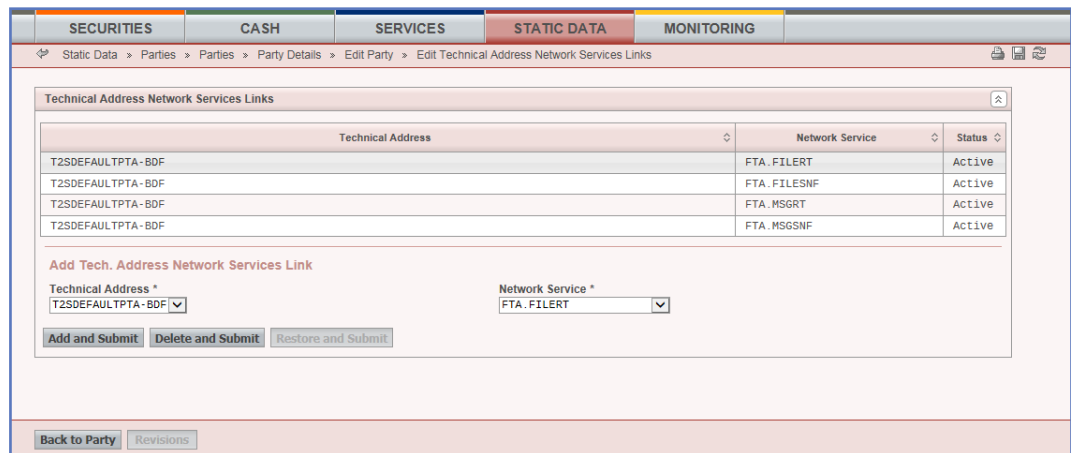 SECURITIES CASH SERVICES STATIC DATA MONITORING
Static Data » Parties » Parties » Party Details » Edit Party » Edit Technical Address Network Services Links
Technical Address Network Services Links
Technical Address Network Service Status
T2SDEFAULTPTA-BDF FTA.FILERT Active
T2SDEFAULTPTA-BDF FTA.FILESNF Active
T2SDEFAULTPTA-BDF FTA.MSGRT Active
T2SDEFAULTPTA-BDF FTA.MSGSNF Active
Add Tech. Address Network Services Link
Technical Address * Network Service *
T2SDEFAULTPTA-BDF FTA.FILERT
Add and Submit Delete and Submit Restore and Submit
Back to Party Revisions